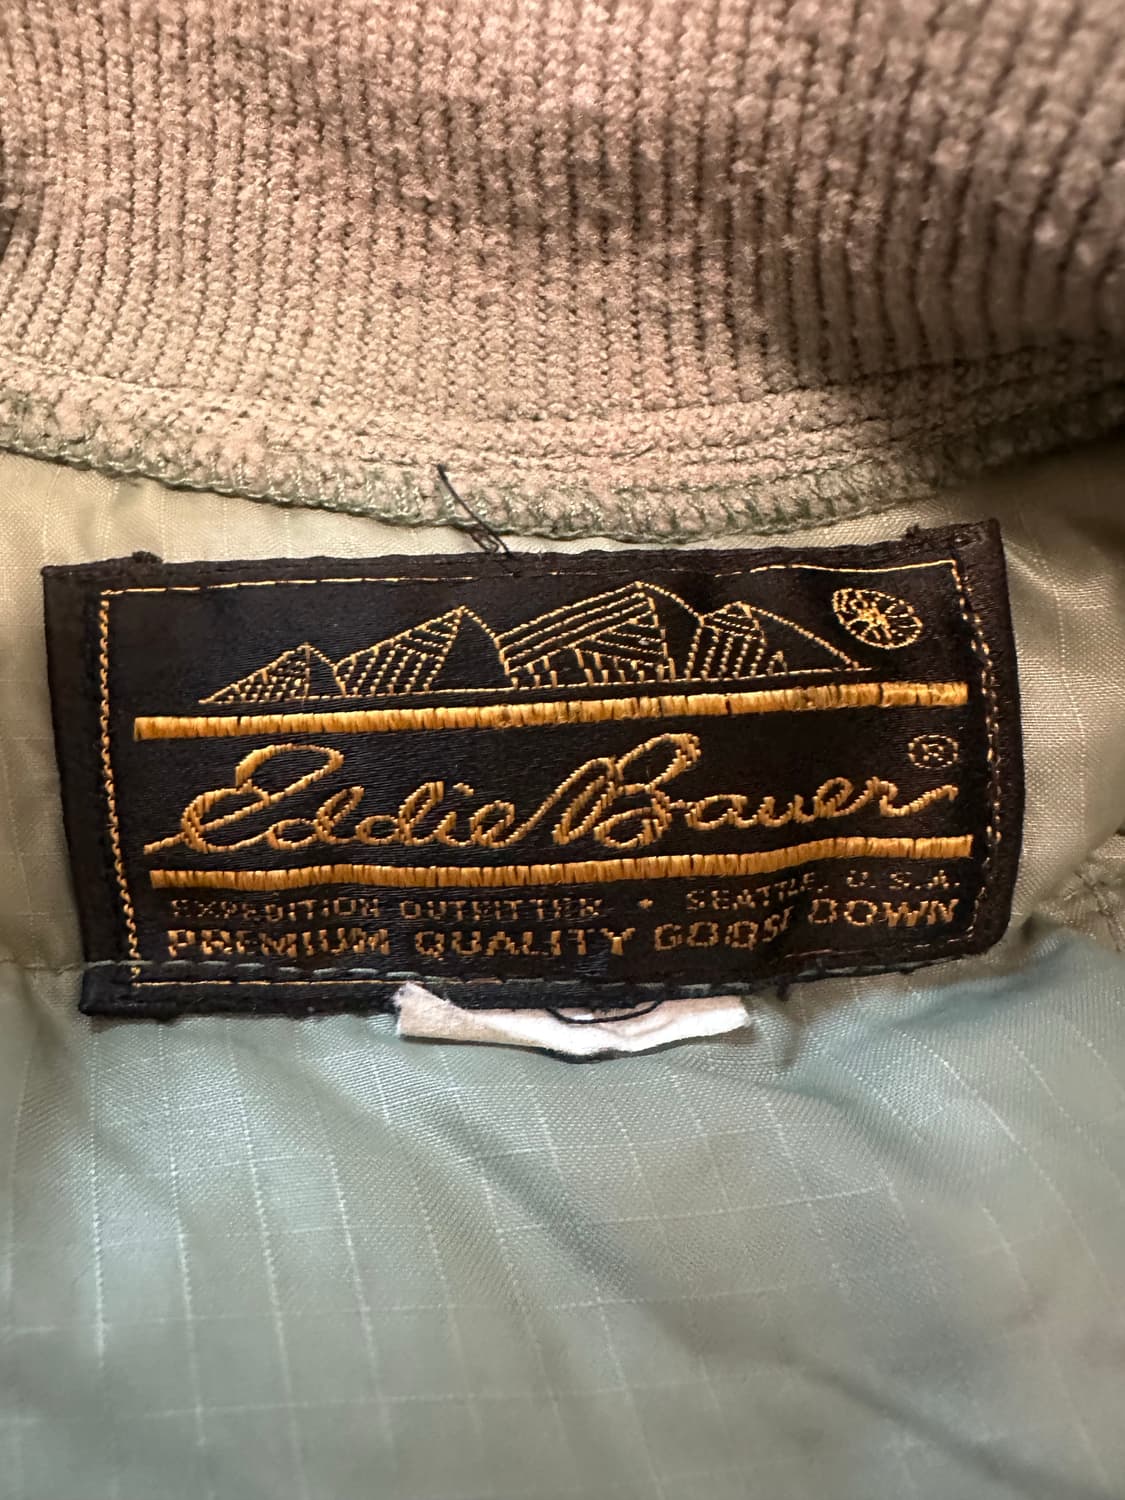 Eddie Bauer®
EXPEDITION OUTFITTER • SEATTLE, U.S.A.
PREMIUM QUALITY GOOSE DOWN